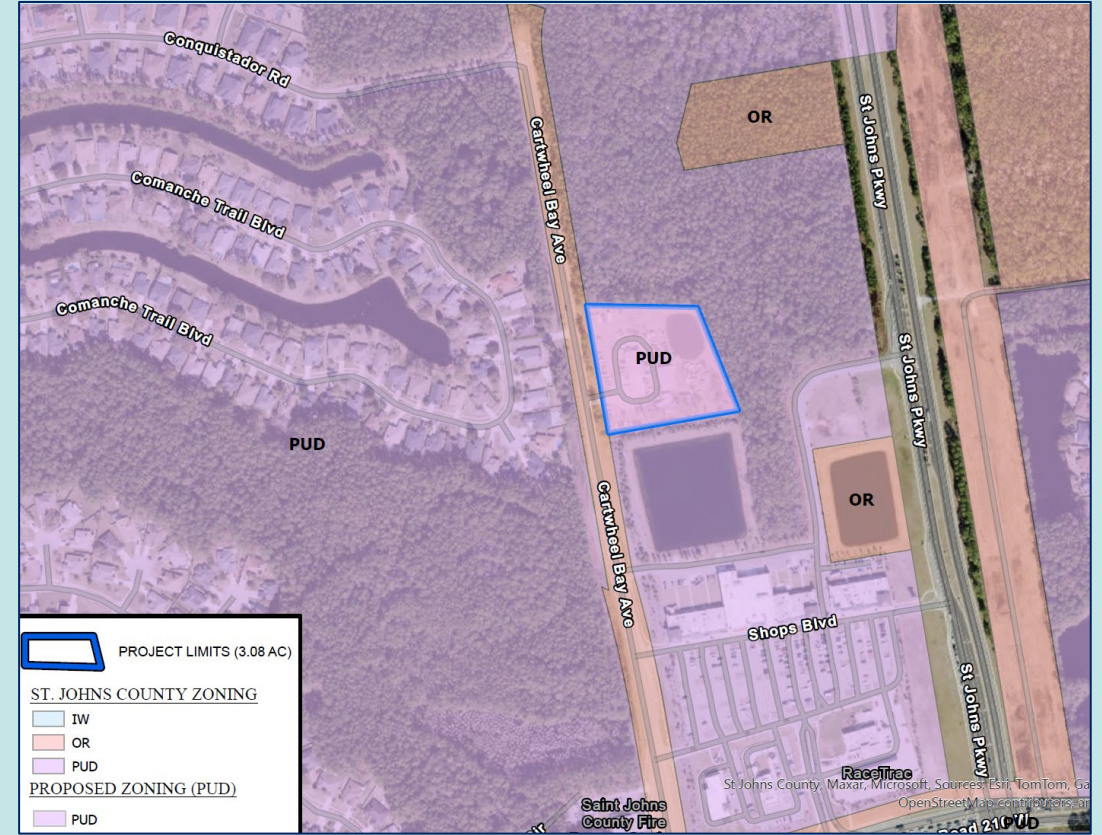 Conquistador Rd
OR
St Johns Pkwy
Cartwheel Bay Ave
Comanche Trail Blvd
Comanche Trail Blvd
PUD
St Johns Pkwy
PUD
OR
Cartwheel Bay Ave
Shops Blvd
St Johns Pkwy
PROJECT LIMITS (3.08 AC)
ST. JOHNS COUNTY ZONING
IW
OR
PUD
PROPOSED ZONING (PUD)
PUD
RaceTrac
St Johns County, Maxar, Microsoft, Sources: Esri, TomTom, Ga
OpenStreetMap contributors, ar
Saint Johns
County Fire
PUD